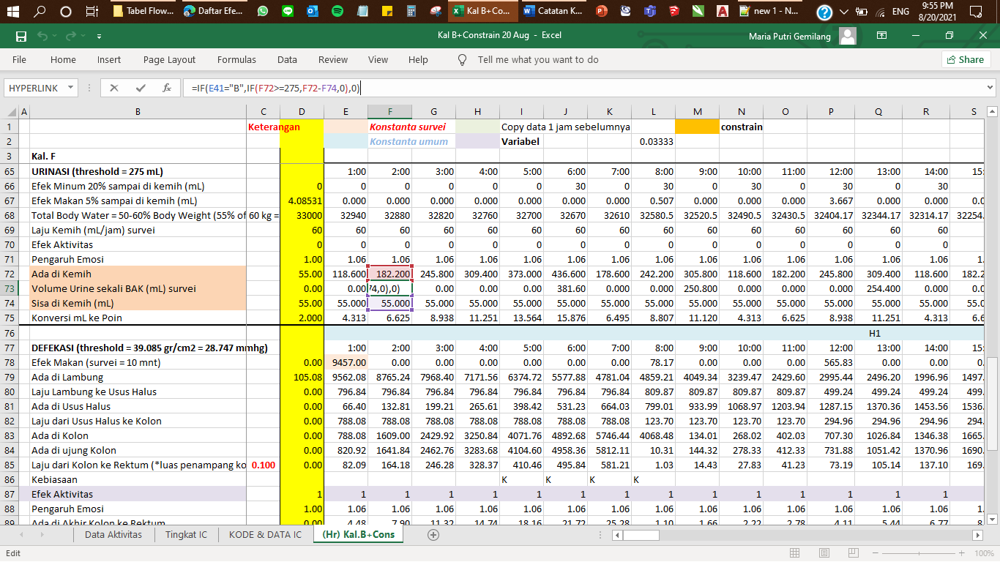 Tabel Flow... Daftar Efe... Kal B+Co... Catatan K... new 1 - N... ENG 9:55 PM 8/20/2021
Kal B+Constrain 20 Aug - Excel Maria Putri Gemilang
File Home Insert Page Layout Formulas Data Review View Help Tell me what you want to do Share
HYPERLINK fx =IF(E41="B",IF(F72>=275,F72-F74,0),0)
A B C D E F G H I J K L M N O P Q R S
1 Keterangan Konstanta survei Copy data 1 jam sebelumnya constrain
2 Konstanta umum Variabel 0.03333
3 Kal. F
65 URINASI (threshold = 275 mL) 1:00 2:00 3:00 4:00 5:00 6:00 7:00 8:00 9:00 10:00 11:00 12:00 13:00 14:00 15:
66 Efek Minum 20% sampai di kemih (mL) 0 0 0 0 0 0 30 0 30 0 30 0 30 0 30
67 Efek Makan 5% sampai di kemih (mL) 4.08531 0.000 0.000 0.000 0.000 0.000 0.000 0.000 0.507 0.000 0.000 0.000 3.667 0.000 0.000 0.0
68 Total Body Water = 50-60% Body Weight (55% of 60 kg = 33000 32940 32880 32820 32760 32700 32670 32610 32580.5 32520.5 32490.5 32430.5 32404.17 32344.17 32314.17 32254.
69 Laju Kemih (mL/jam) survei 60 60 60 60 60 60 60 60 60 60 60 60 60 60 60
70 Efek Aktivitas 0 0 0 0 0 0 0 0 0 0 0 0 0 0 0
71 Pengaruh Emosi 1.00 1.06 1.06 1.06 1.06 1.06 1.06 1.06 1.06 1.06 1.06 1.06 1.06 1.06 1.06 1.
72 Ada di Kemih 55.00 118.600 182.200 245.800 309.400 373.000 436.600 178.600 242.200 305.800 118.600 182.200 245.800 309.400 118.600 182.2
73 Volume Urine sekali BAK (mL) survei 0.00 0.00 74,0),0) 0.00 0.00 0.00 381.60 0.000 0.000 250.800 0.000 0.000 0.000 254.400 0.000 0.0
74 Sisa di Kemih (mL) 55.00 55.000 55.000 55.000 55.000 55.000 55.000 55.000 55.000 55.000 55.000 55.000 55.000 55.000 55.000 55.0
75 Konversi mL ke Poin 2.000 4.313 6.625 8.938 11.251 13.564 15.876 6.495 8.807 11.120 4.313 6.625 8.938 11.251 4.313 6.6
76 H1
77 DEFEKASI (threshold = 39.085 gr/cm2 = 28.747 mmhg) 1:00 2:00 3:00 4:00 5:00 6:00 7:00 8:00 9:00 10:00 11:00 12:00 13:00 14:00 15:
78 Efek Makan (survei = 10 mnt) 0.00 9457.00 0.00 0.00 0.00 0.00 0.00 0.00 78.17 0.00 0.00 0.00 565.83 0.00 0.00 0.
79 Ada di Lambung 105.08 9562.08 8765.24 7968.40 7171.56 6374.72 5577.88 4781.04 4859.21 4049.34 3239.47 2429.60 2995.44 2496.20 1996.96 1497.
80 Laju Lambung ke Usus Halus 0.00 796.84 796.84 796.84 796.84 796.84 796.84 796.84 809.87 809.87 809.87 809.87 499.24 499.24 499.24 499.
81 Ada di Usus Halus 0.00 66.40 132.81 199.21 265.61 398.42 531.23 664.03 799.01 933.99 1068.97 1203.94 1287.15 1370.36 1453.56 1536.
82 Laju dari Usus Halus ke Kolon 0.00 788.08 788.08 788.08 788.08 788.08 788.08 788.08 123.70 123.70 123.70 123.70 294.96 294.96 294.96 294.
83 Ada di Kolon 0.00 788.08 1609.00 2429.92 3250.84 4071.76 4892.68 5746.44 4068.48 134.01 268.02 402.03 707.30 1026.84 1346.38 1665.
84 Ada di ujung Kolon 0.00 820.92 1641.84 2462.76 3283.68 4104.60 4958.36 5812.11 10.31 144.32 278.33 412.33 731.88 1051.42 1370.96 1690.
85 Laju dari Kolon ke Rektum (*luas penampang ko 0.100 0.00 82.09 164.18 246.28 328.37 410.46 495.84 581.21 1.03 14.43 27.83 41.23 73.19 105.14 137.10 169.
86 Kebiasaan K K K K
87 Efek Aktivitas 1 1 1 1 1 1 1 1 1 1 1 1 1 1 1
88 Pengaruh Emosi 1.00 1.06 1.06 1.06 1.06 1.06 1.06 1.06 1.06 1.06 1.06 1.06 1.06 1.06 1.06 1.
89 Ada di Akhir Kolon ke Rektum 0.00 4.48 7.90 11.32 14.74 18.16 21.72 25.28 1.10 1.66 2.22 2.78 4.11 5.44 6.77 8.
Data Aktivitas Tingkat IC KODE & DATA IC (Hr) Kal.B+Cons
Edit 100%